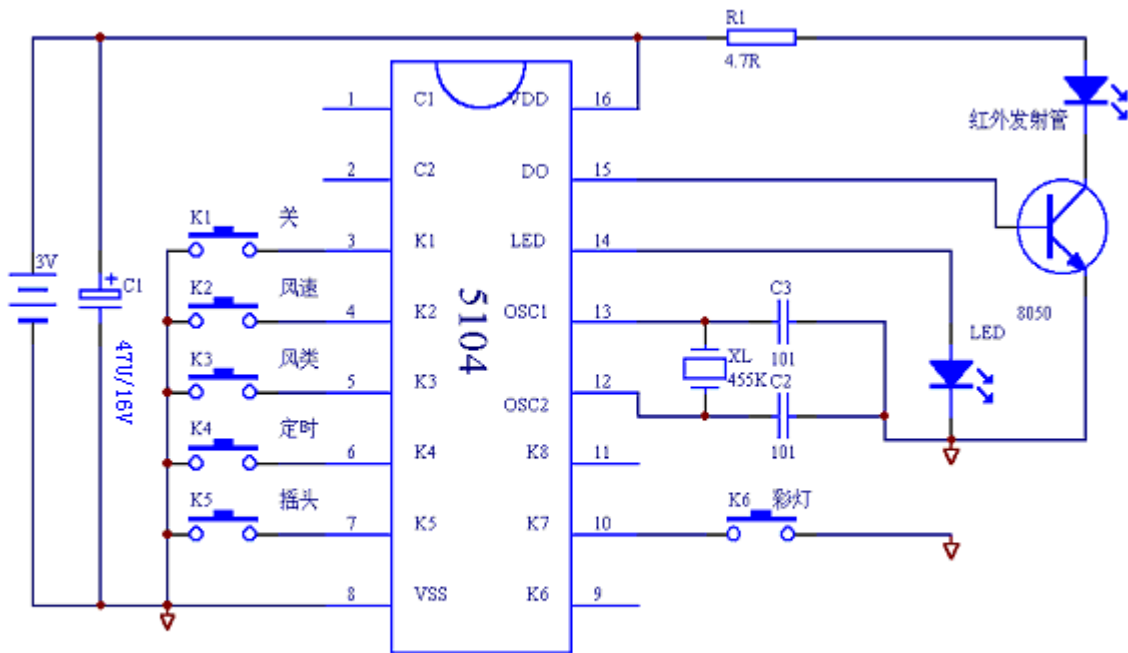 R1
4.7R
1 C1 VDD 16
红外发射管
2 C2 DO 15
K1 关
3 K1 LED 14
3V
C1
47U/16V
K2 风速
4 K2 OSC1 13
C3
101
8050
5104
K3 风类
5 K3 12
OSC2
XL
455K
C2
101
LED
K4 定时
6 K4 K8 11
K5 摇头
7 K5 K7 10
K6 彩灯
8 VSS K6 9